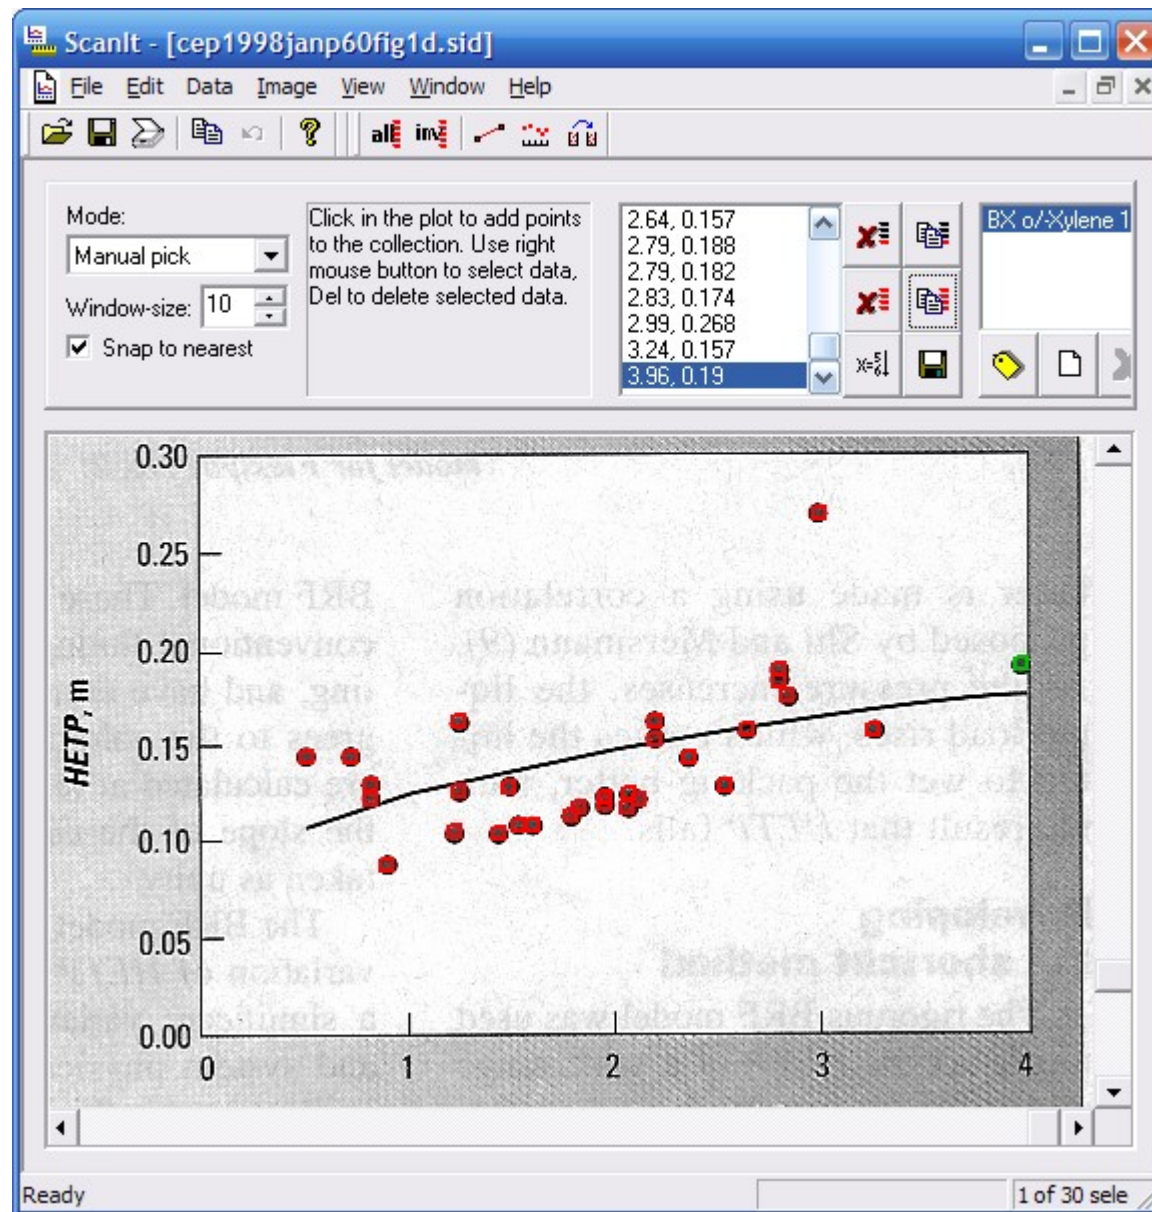 ScanIt - [cep1998janp60fig1d.sid]
File Edit Data Image View Window Help
all inv
Mode:
Manual pick
Window-size: 10
Snap to nearest
Click in the plot to add points
to the collection. Use right
mouse button to select data,
Del to delete selected data.
2.64, 0.157
2.79, 0.188
2.79, 0.182
2.83, 0.174
2.99, 0.268
3.24, 0.157
3.96, 0.19
BX o/-Xylene 1
0.30
0.25
0.20
0.15
0.10
0.05
0.00
HETP, m
0 1 2 3 4
Ready
1 of 30 sele